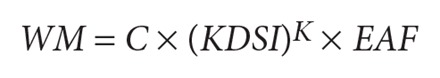 WM = C × (KDSI)^K × EAF